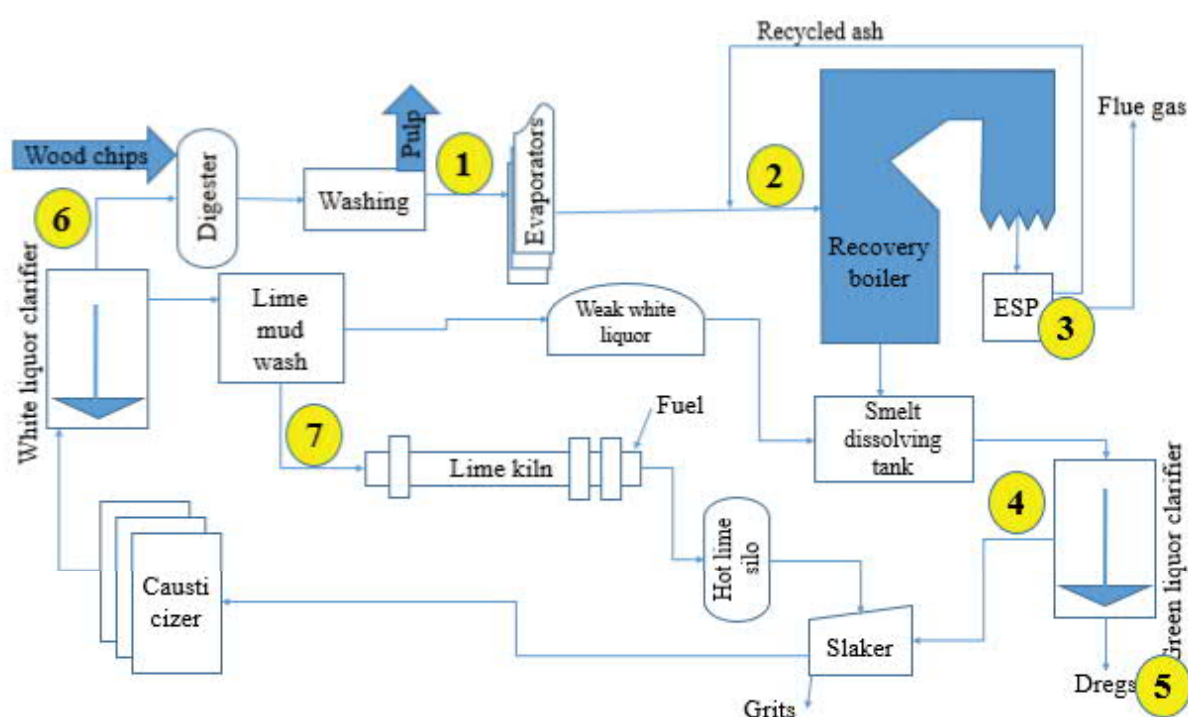 Recycled ash
Flue gas
Wood chips
Pulp
1
2
Digester
Washing
Evaporators
6
Recovery
boiler
ESP
3
White liquor clarifier
Lime
mud
wash
Weak white
liquor
7
Fuel
Lime kiln
Smelt
dissolving
tank
4
Green liquor clarifier
Hot lime
silo
Causti
cizer
Slaker
Grits
Dregs
5